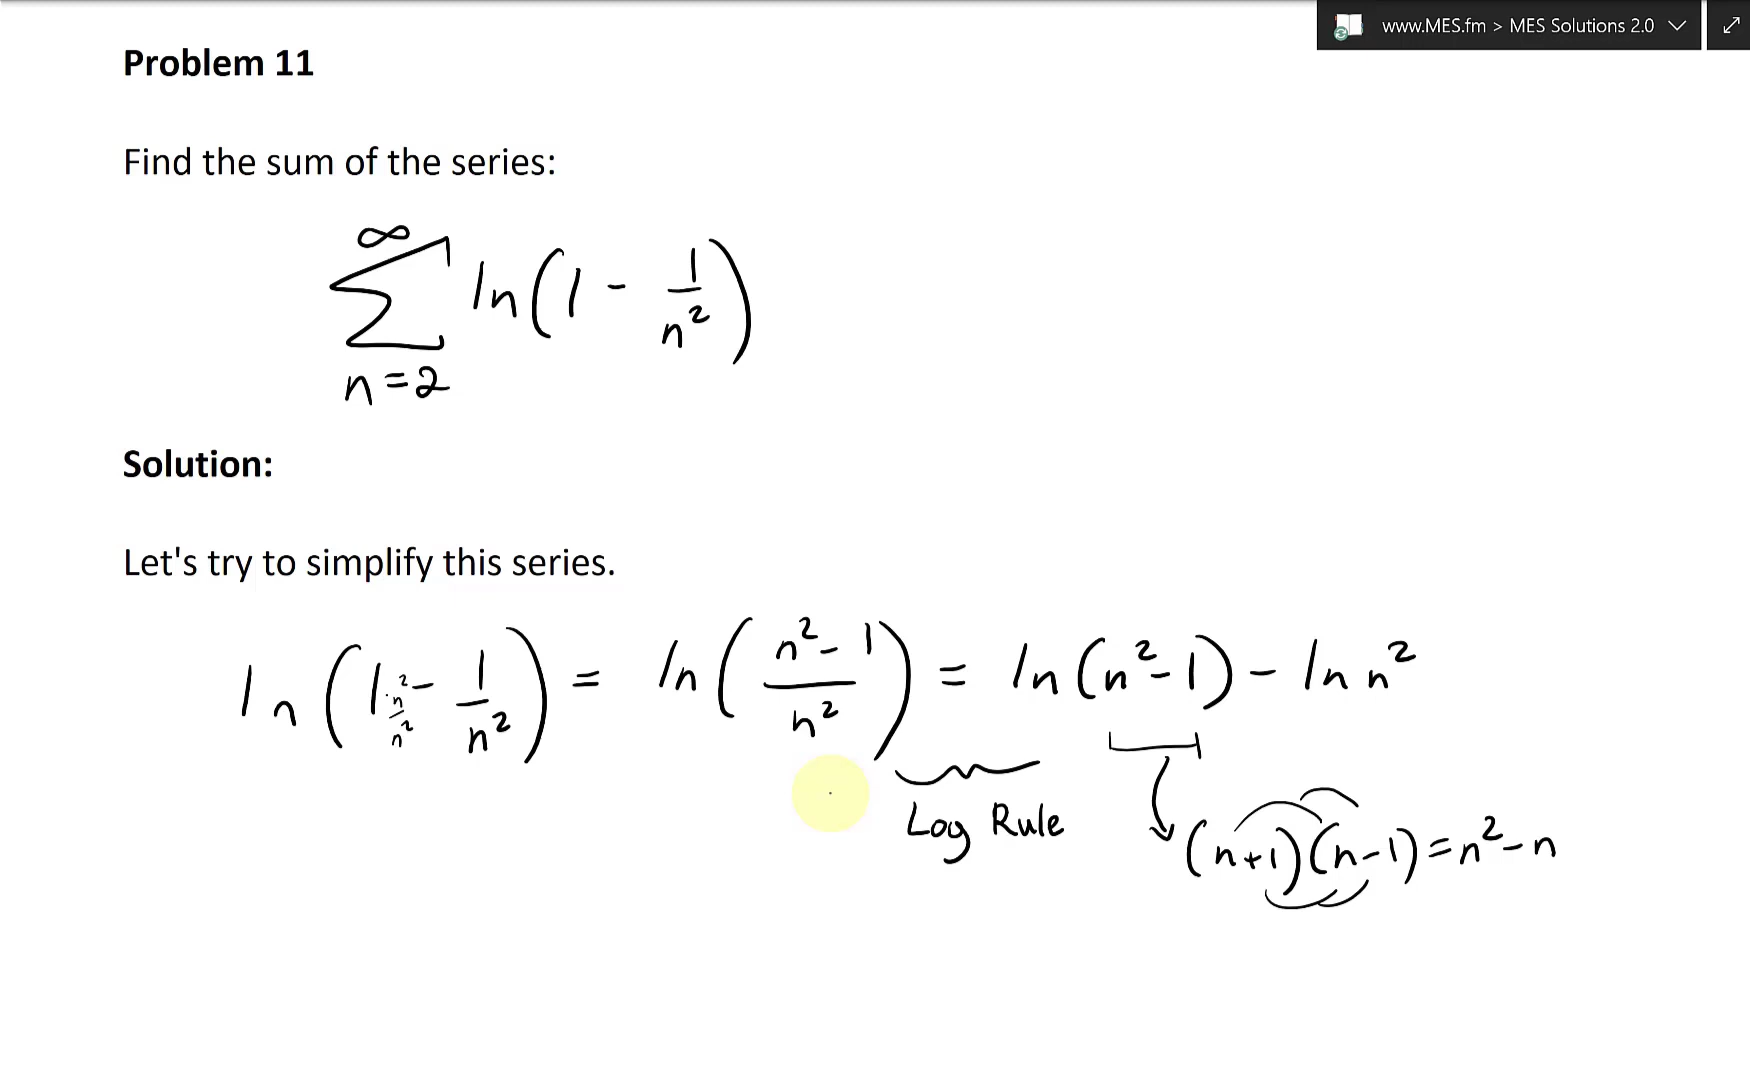 www.MES.fm > MES Solutions 2.0
Problem 11
Find the sum of the series:
∞
∑ ln(1 - 1/n²)
n=2
Solution:
Let's try to simplify this series.
ln(1 n²/n² - 1/n²) = ln((n²-1)/n²) = ln(n²-1) - ln n²
Log Rule
(n+1)(n-1)=n²-n